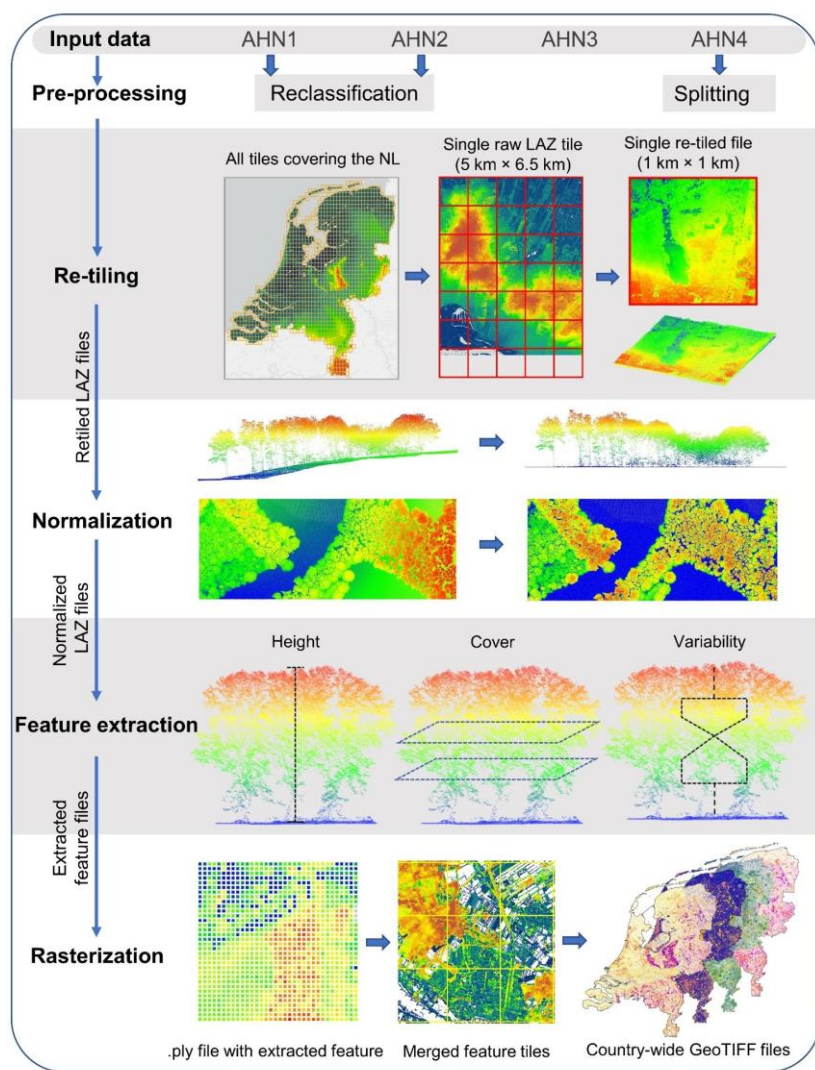 Input data
AHN1
AHN2
AHN3
AHN4
Pre-processing
Reclassification
Splitting
All tiles covering the NL
Single raw LAZ tile
(5 km × 6.5 km)
Single re-tiled file
(1 km × 1 km)
Re-tiling
Retiled LAZ files
Normalization
Normalized
LAZ files
Height
Cover
Variability
Feature extraction
Extracted
feature files
Rasterization
.ply file with extracted feature
Merged feature tiles
Country-wide GeoTIFF files